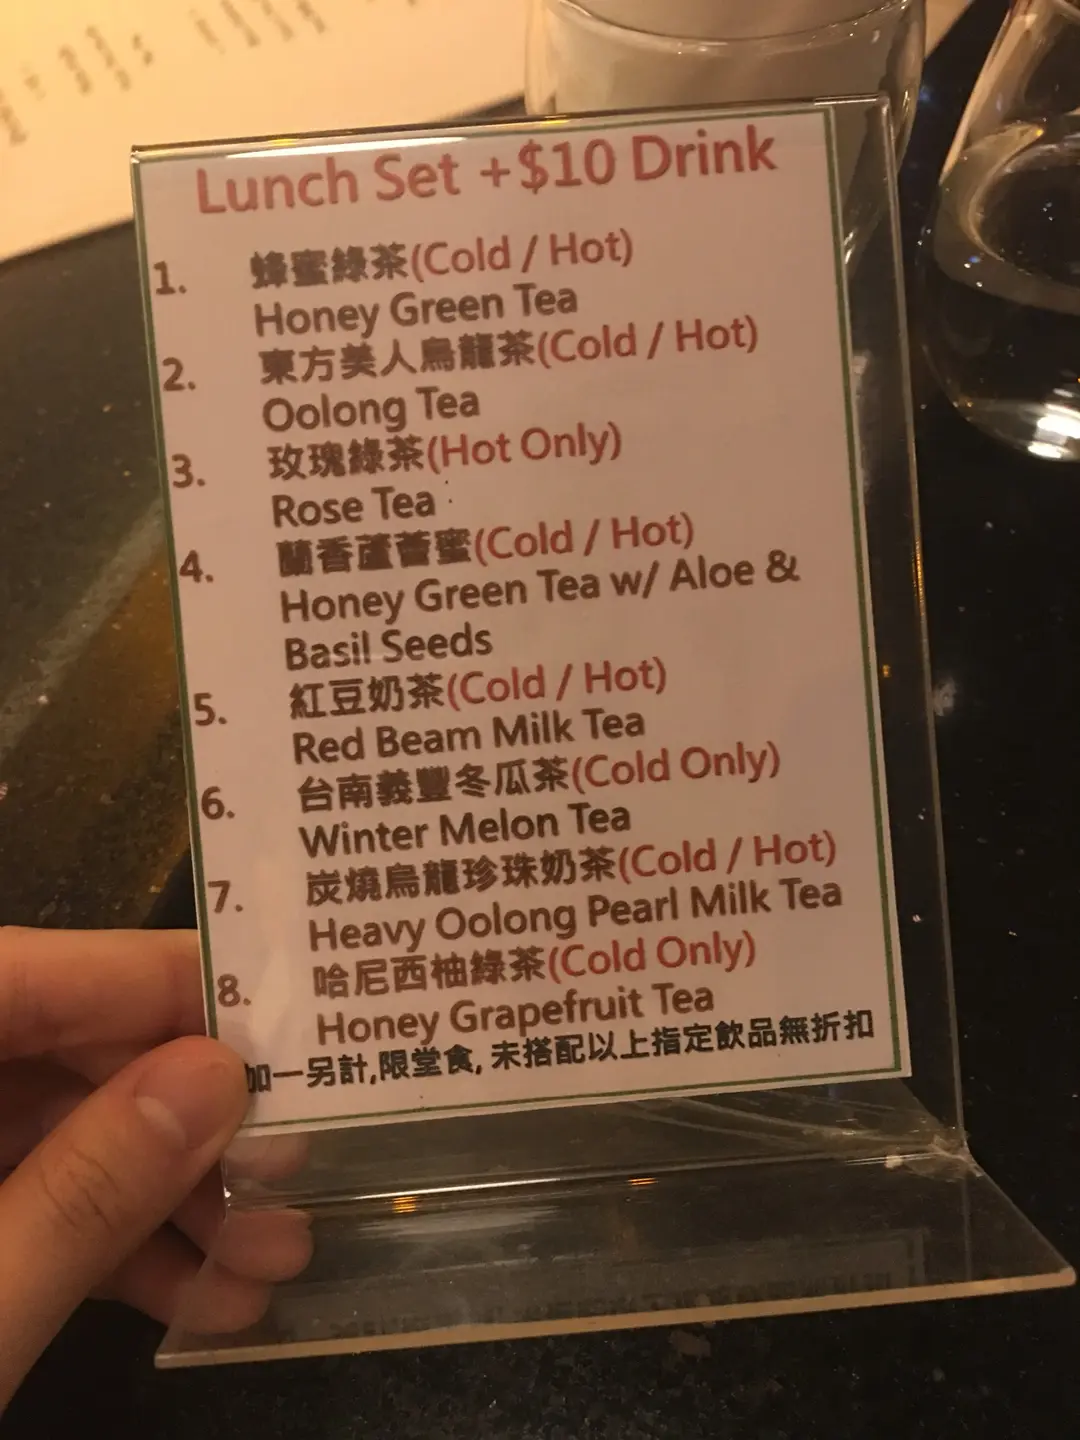 Lunch Set +$10 Drink
1. 蜂蜜綠茶(Cold / Hot)
Honey Green Tea
2. 東方美人烏龍茶(Cold / Hot)
Oolong Tea
3. 玫瑰綠茶(Hot Only)
Rose Tea
4. 蘭香蘆薈蜜(Cold / Hot)
Honey Green Tea w/ Aloe &
Basil Seeds
5. 紅豆奶茶(Cold / Hot)
Red Beam Milk Tea
6. 台南義豐冬瓜茶(Cold Only)
Winter Melon Tea
7. 炭燒烏龍珍珠奶茶(Cold / Hot)
Heavy Oolong Pearl Milk Tea
8. 哈尼西柚綠茶(Cold Only)
Honey Grapefruit Tea
加一另計,限堂食, 未搭配以上指定飲品無折扣